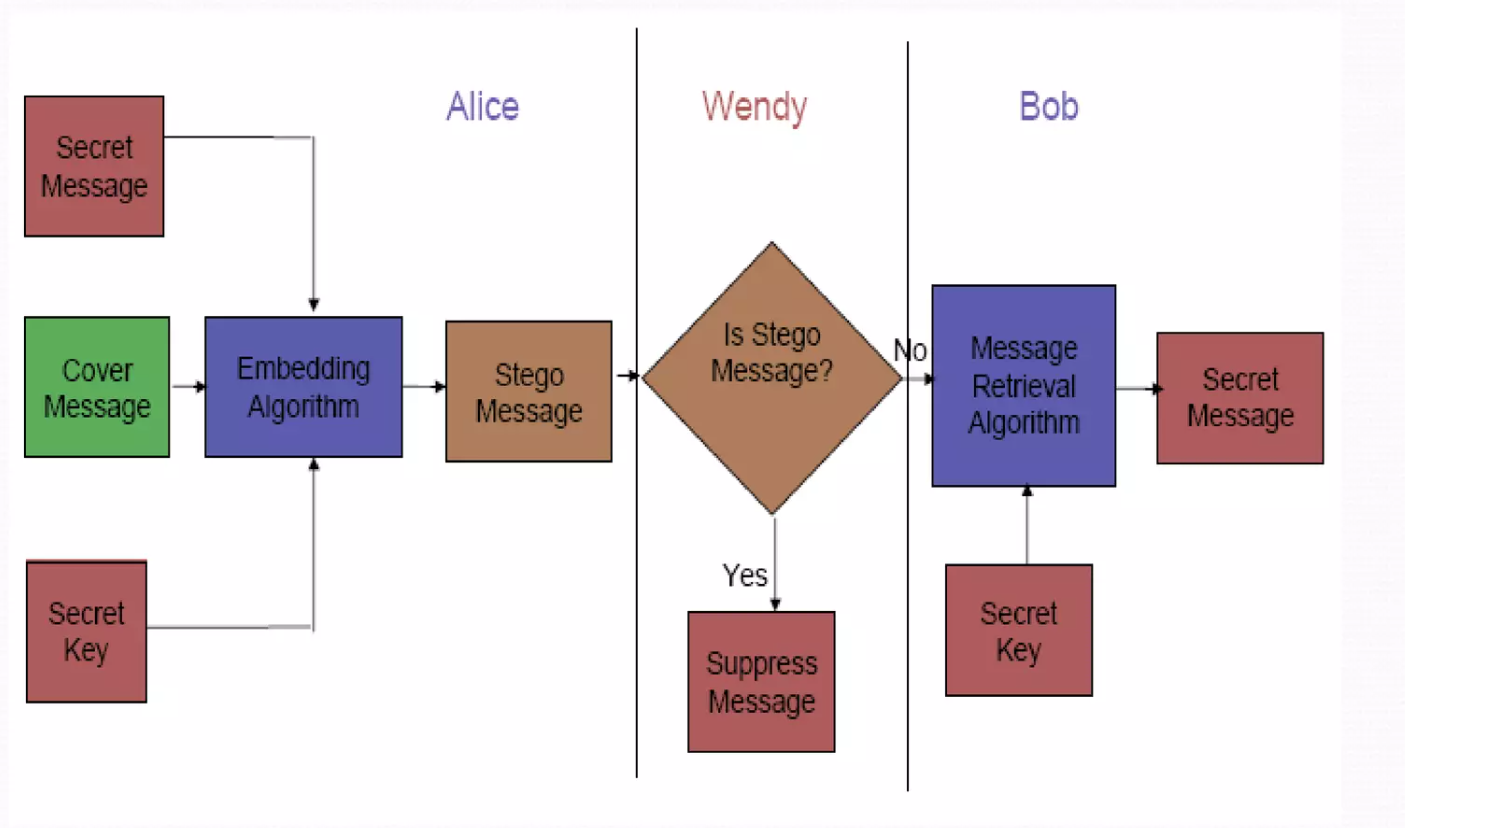 Alice
Wendy
Bob
Secret
Message
Cover
Message
Embedding
Algorithm
Stego
Message
Secret
Key
Is Stego
Message?
No
Yes
Suppress
Message
Message
Retrieval
Algorithm
Secret
Message
Secret
Key